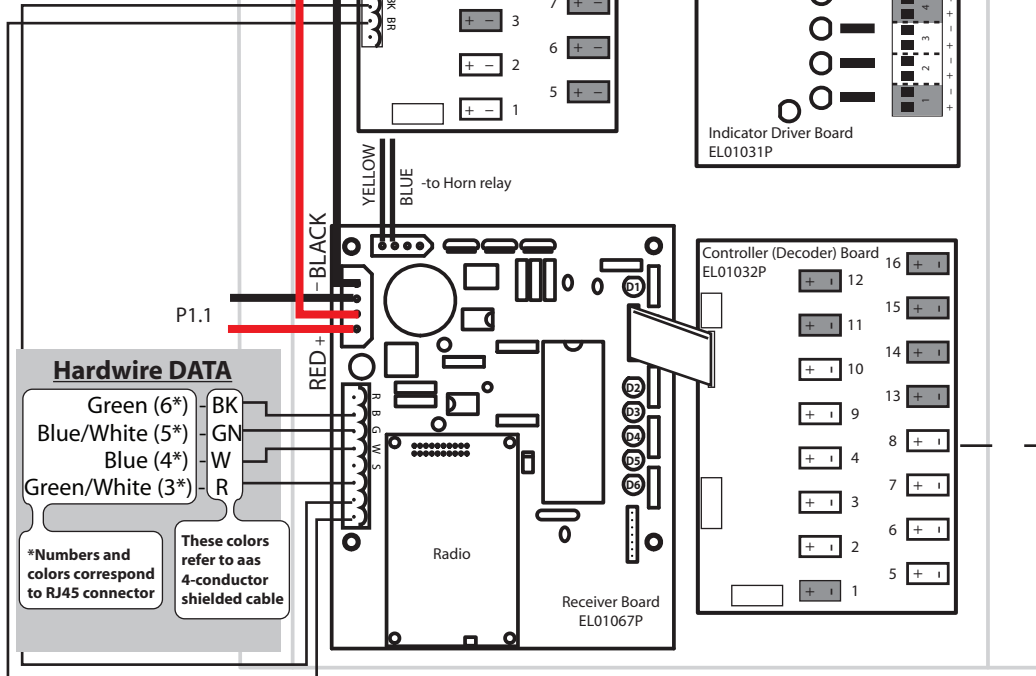 BK
BR
3
2
1
7
6
5
4
3
2
1
Indicator Driver Board
EL01031P
YELLOW
BLUE
-to Horn relay
– BLACK
RED +
P1.1
Hardwire DATA
Green (6*) - BK
Blue/White (5*) - GN
Blue (4*) - W
Green/White (3*) - R
*Numbers and
colors correspond
to RJ45 connector
These colors
refer to aas
4-conductor
shielded cable
R
B
G
W
S
D1
D2
D3
D4
D5
D6
Radio
Receiver Board
EL01067P
Controller (Decoder) Board
EL01032P
12
11
10
9
4
3
2
1
16
15
14
13
8
7
6
5